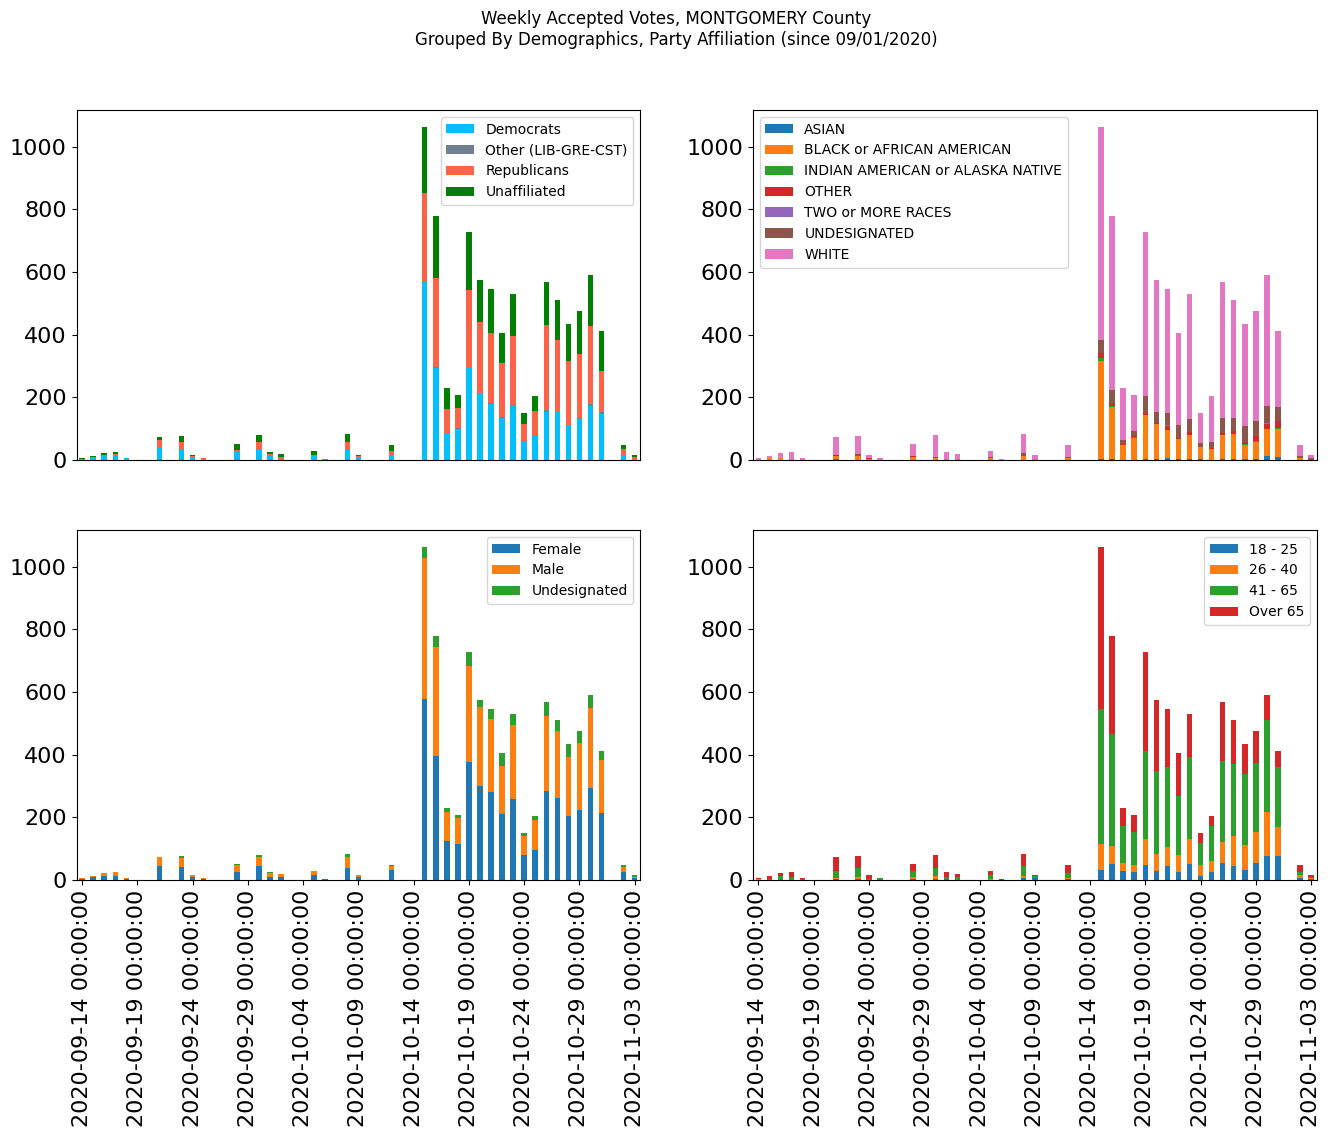 Weekly Accepted Votes, MONTGOMERY County
Grouped By Demographics, Party Affiliation (since 09/01/2020)
1000
800
600
400
200
0
Democrats
Other (LIB-GRE-CST)
Republicans
Unaffiliated
1000
800
600
400
200
0
ASIAN
BLACK or AFRICAN AMERICAN
INDIAN AMERICAN or ALASKA NATIVE
OTHER
TWO or MORE RACES
UNDESIGNATED
WHITE
1000
800
600
400
200
0
Female
Male
Undesignated
2020-09-14 00:00:00
2020-09-19 00:00:00
2020-09-24 00:00:00
2020-09-29 00:00:00
2020-10-04 00:00:00
2020-10-09 00:00:00
2020-10-14 00:00:00
2020-10-19 00:00:00
2020-10-24 00:00:00
2020-10-29 00:00:00
2020-11-03 00:00:00
1000
800
600
400
200
0
18 - 25
26 - 40
41 - 65
Over 65
2020-09-14 00:00:00
2020-09-19 00:00:00
2020-09-24 00:00:00
2020-09-29 00:00:00
2020-10-04 00:00:00
2020-10-09 00:00:00
2020-10-14 00:00:00
2020-10-19 00:00:00
2020-10-24 00:00:00
2020-10-29 00:00:00
2020-11-03 00:00:00